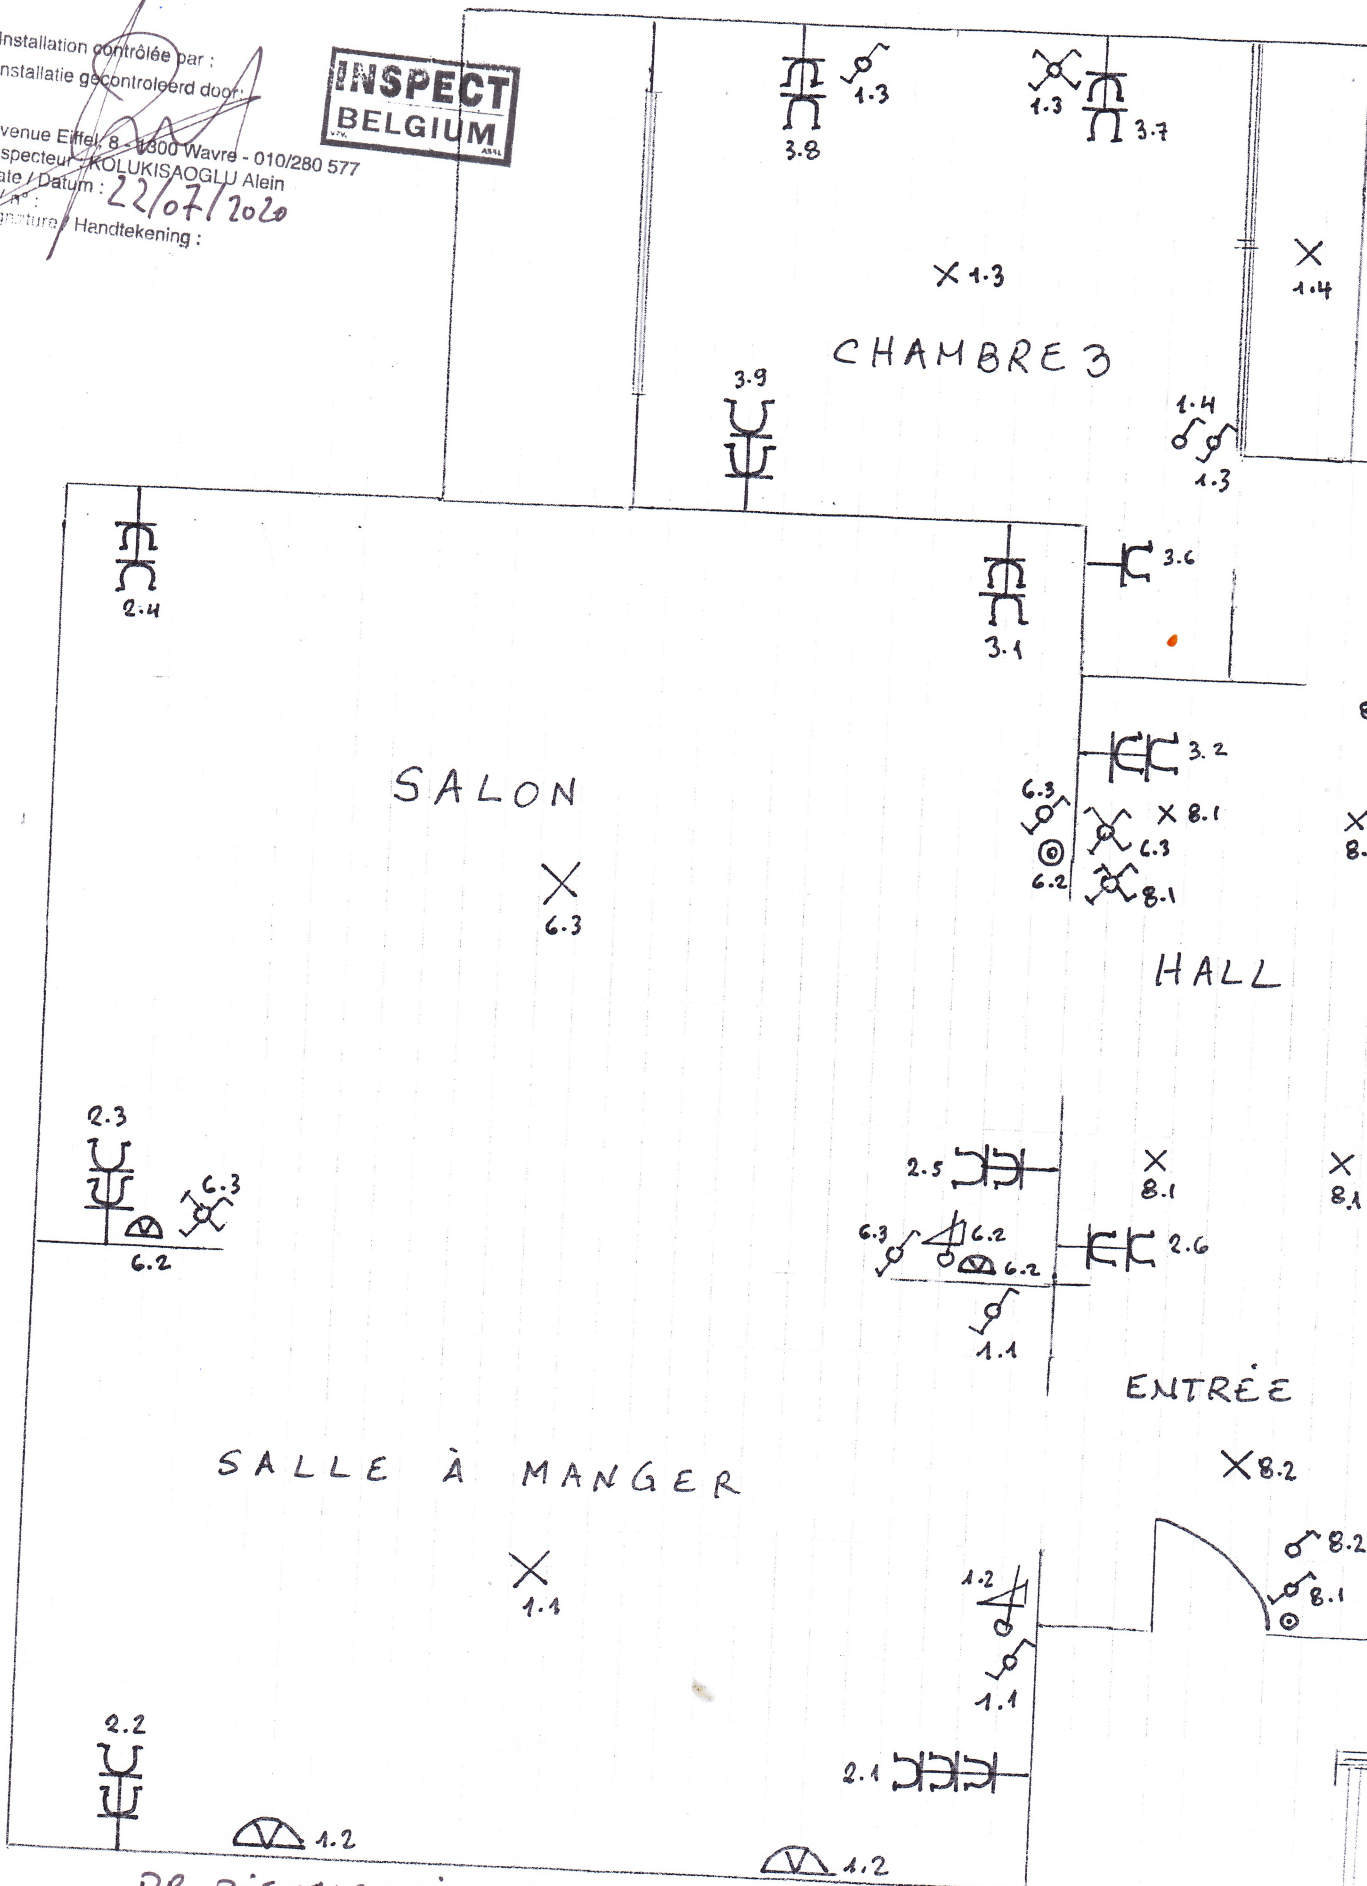 Installation contrôlée par :
Installatie gecontroleerd door:
venue Eiffel, 8 - 1300 Wavre - 010/280 577
specteur - KOLUKISAOGLU Alein
ate / Datum : 22/07/2020
/ n° :
gnature / Handtekening :
INSPECT
BELGIUM
1.3
3.8
1.3
3.7
1.3
1.4
CHAMBRE 3
3.9
1.4
1.3
2.4
3.1
3.6
3.2
SALON
6.3
8.1
6.3
6.2
8.1
8.
6.3
HALL
2.3
6.3
6.2
2.5
8.1
8.1
6.3
6.2
6.2
2.6
1.1
ENTRÉE
SALLE À MANGER
8.2
8.2
1.1
1.2
8.1
1.1
2.2
2.1
1.2
1.2